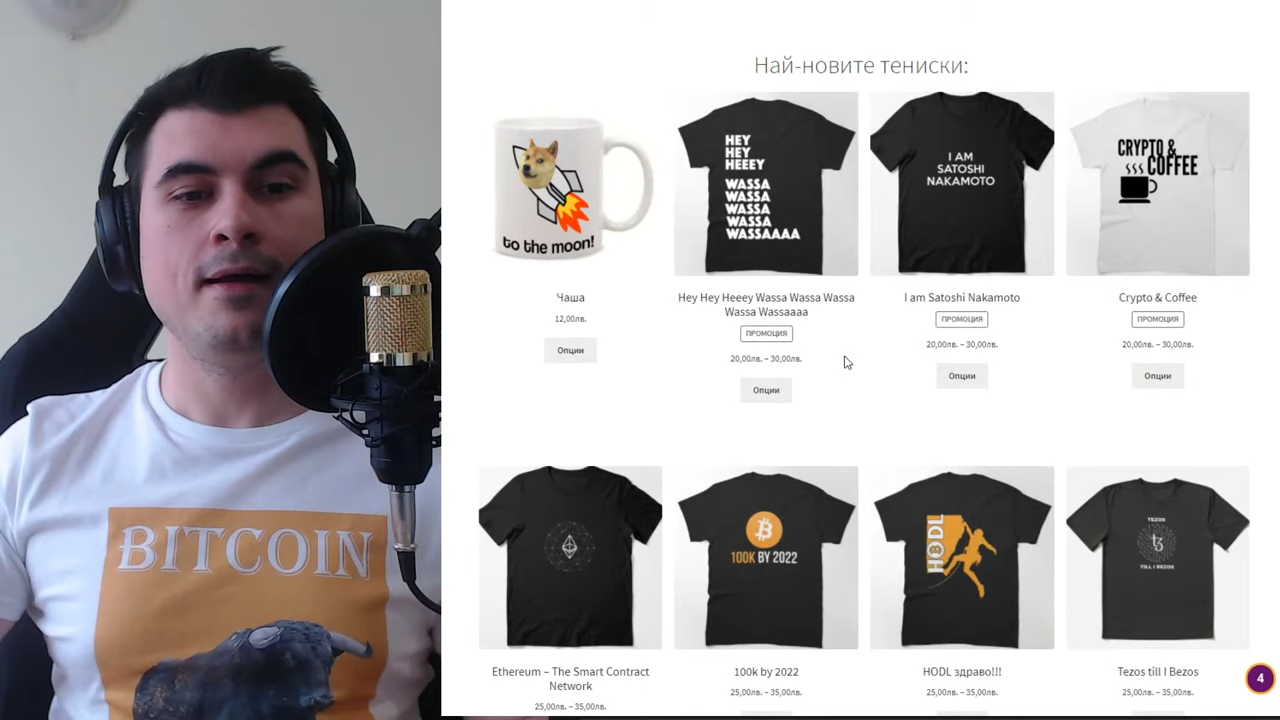 BITCOIN
Най-новите тениски:
to the moon!
HEY
HEY
HEEEY
WASSA
WASSA
WASSA
WASSA
WASSAAAA
I AM
SATOSHI
NAKAMOTO
CRYPTO &
COFFEE
Чаша
12,00лв.
Опции
Hey Hey Heeey Wassa Wassa Wassa
Wassa Wassaaaa
ПРОМОЦИЯ
20,00лв. – 30,00лв.
Опции
I am Satoshi Nakamoto
ПРОМОЦИЯ
20,00лв. – 30,00лв.
Опции
Crypto & Coffee
ПРОМОЦИЯ
20,00лв. – 30,00лв.
Опции
100K BY 2022
HODL
TEZOS
TILL I BEZOS
Ethereum – The Smart Contract
Network
25,00лв. – 35,00лв.
100k by 2022
25,00лв. – 35,00лв.
HODL здраво!!!
25,00лв. – 35,00лв.
Tezos till I Bezos
25,00лв. – 35,00лв.
4